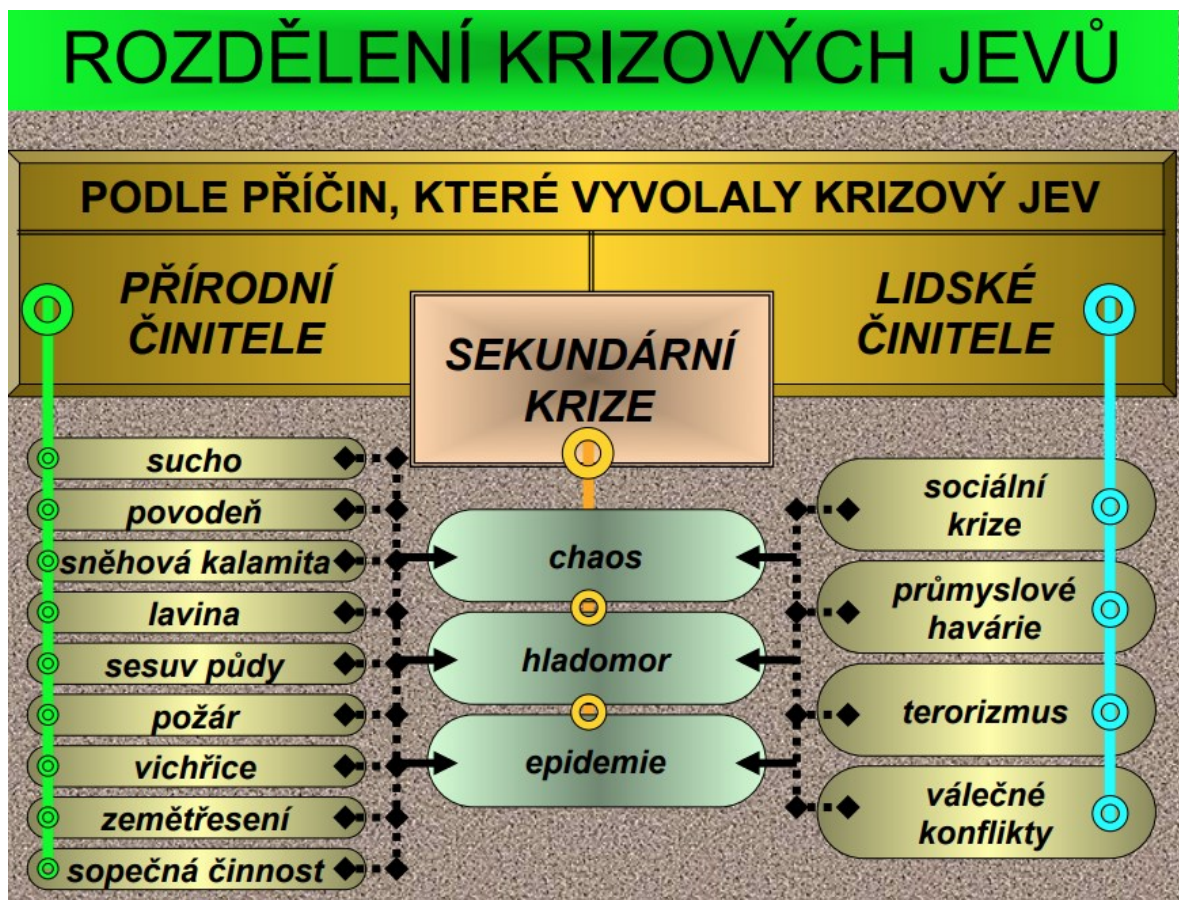 ROZDĚLENÍ KRIZOVÝCH JEVŮ
PODLE PŘÍČIN, KTERÉ VYVOLALY KRIZOVÝ JEV
PŘÍRODNÍ
ČINITELE
SEKUNDÁRNÍ
KRIZE
LIDSKÉ
ČINITELE
sucho
povodeň
sněhová kalamita
lavina
sesuv půdy
požár
vichřice
zemětřesení
sopečná činnost
chaos
hladomor
epidemie
sociální
krize
průmyslové
havárie
terorizmus
válečné
konflikty